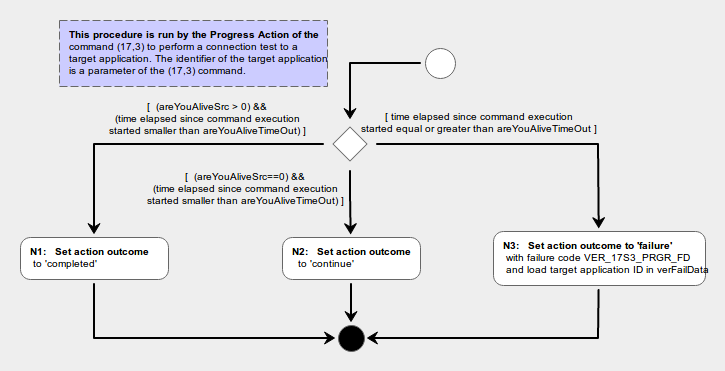 This procedure is run by the Progress Action of the
command (17,3) to perform a connection test to a
target application. The identifier of the target application
is a parameter of the (17,3) command.
[ (areYouAliveSrc > 0) &&
(time elapsed since command execution
started smaller than areYouAliveTimeOut) ]
[ time elapsed since command execution
started equal or greater than areYouAliveTimeOut ]
[ (areYouAliveSrc==0) &&
(time elapsed since command execution
started smaller than areYouAliveTimeOut) ]
N1: Set action outcome
to 'completed'
N2: Set action outcome
to 'continue'
N3: Set action outcome to 'failure'
with failure code VER_17S3_PRGR_FD
and load target application ID in verFailData